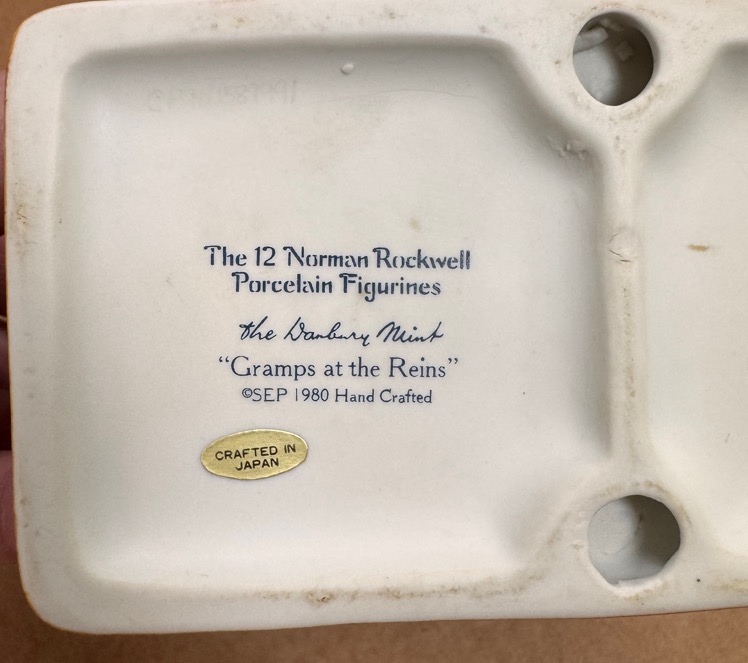 The 12 Norman Rockwell
Porcelain Figurines
the Danbury Mint
“Gramps at the Reins”
©SEP 1980 Hand Crafted
CRAFTED IN
JAPAN